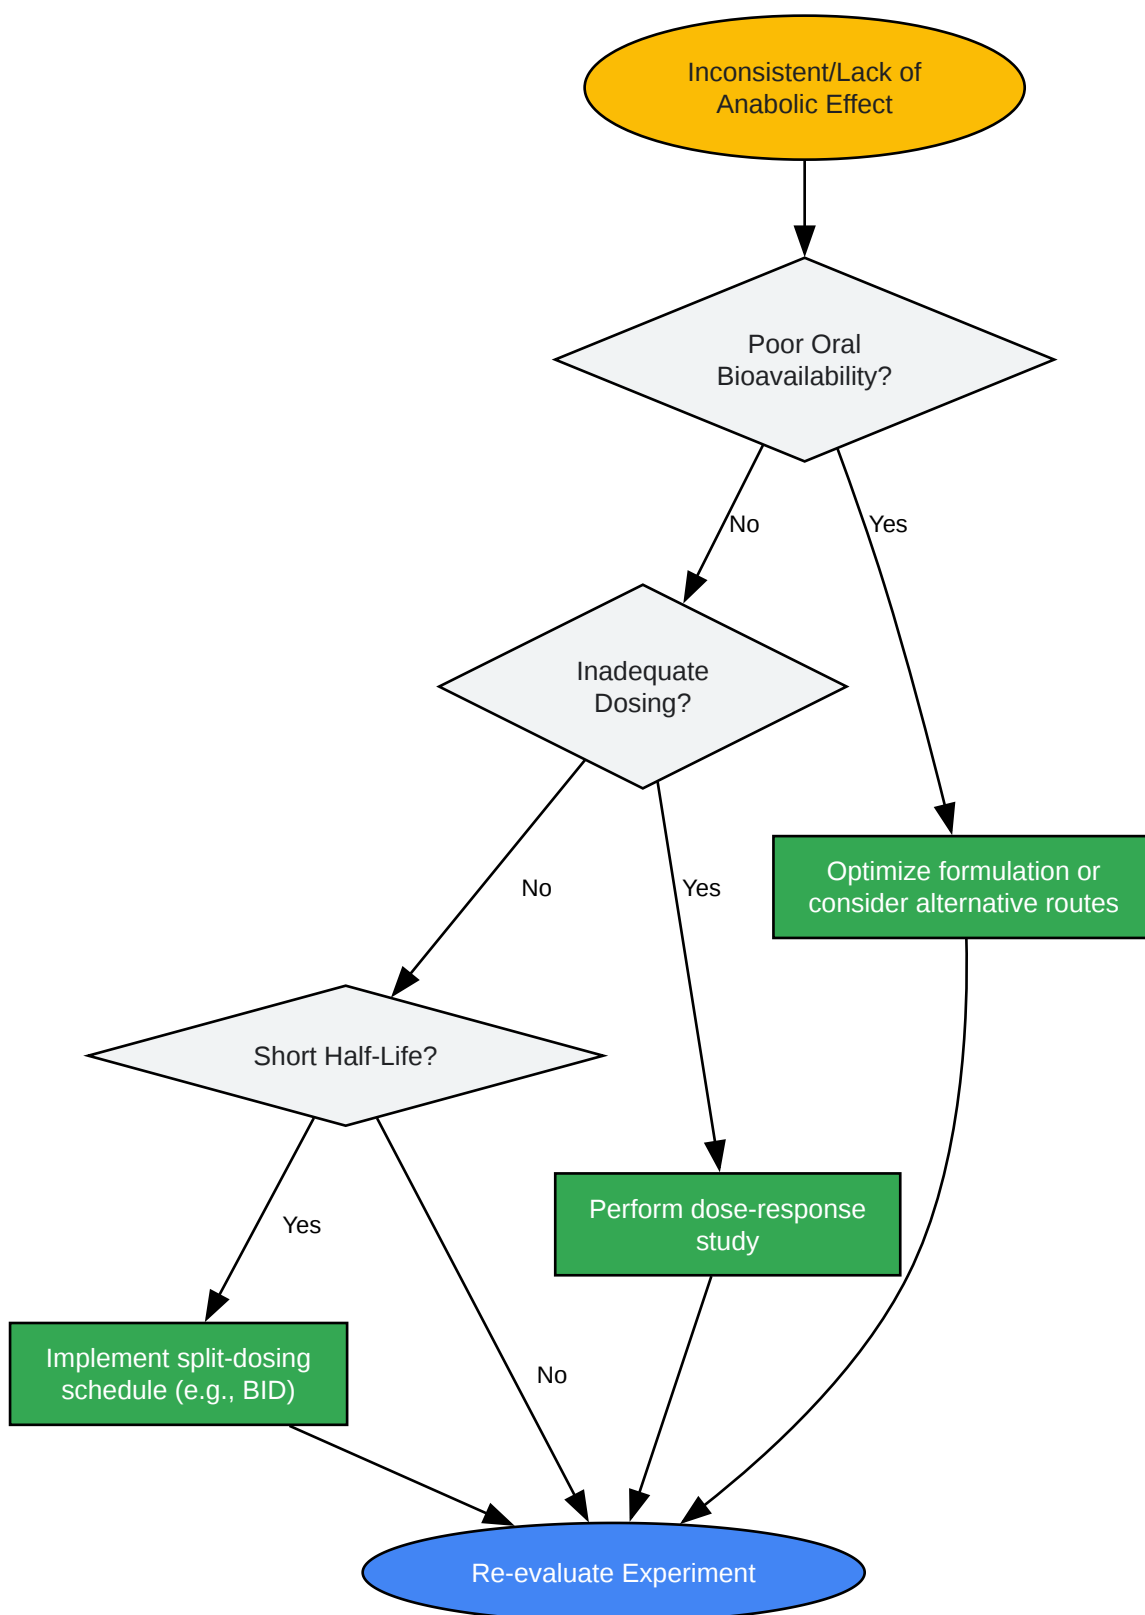 Inconsistent/Lack of
Anabolic Effect
Poor Oral
Bioavailability?
No
Yes
Inadequate
Dosing?
Optimize formulation or
consider alternative routes
No
Yes
Short Half-Life?
Perform dose-response
study
Yes
Implement split-dosing
schedule (e.g., BID)
No
Re-evaluate Experiment